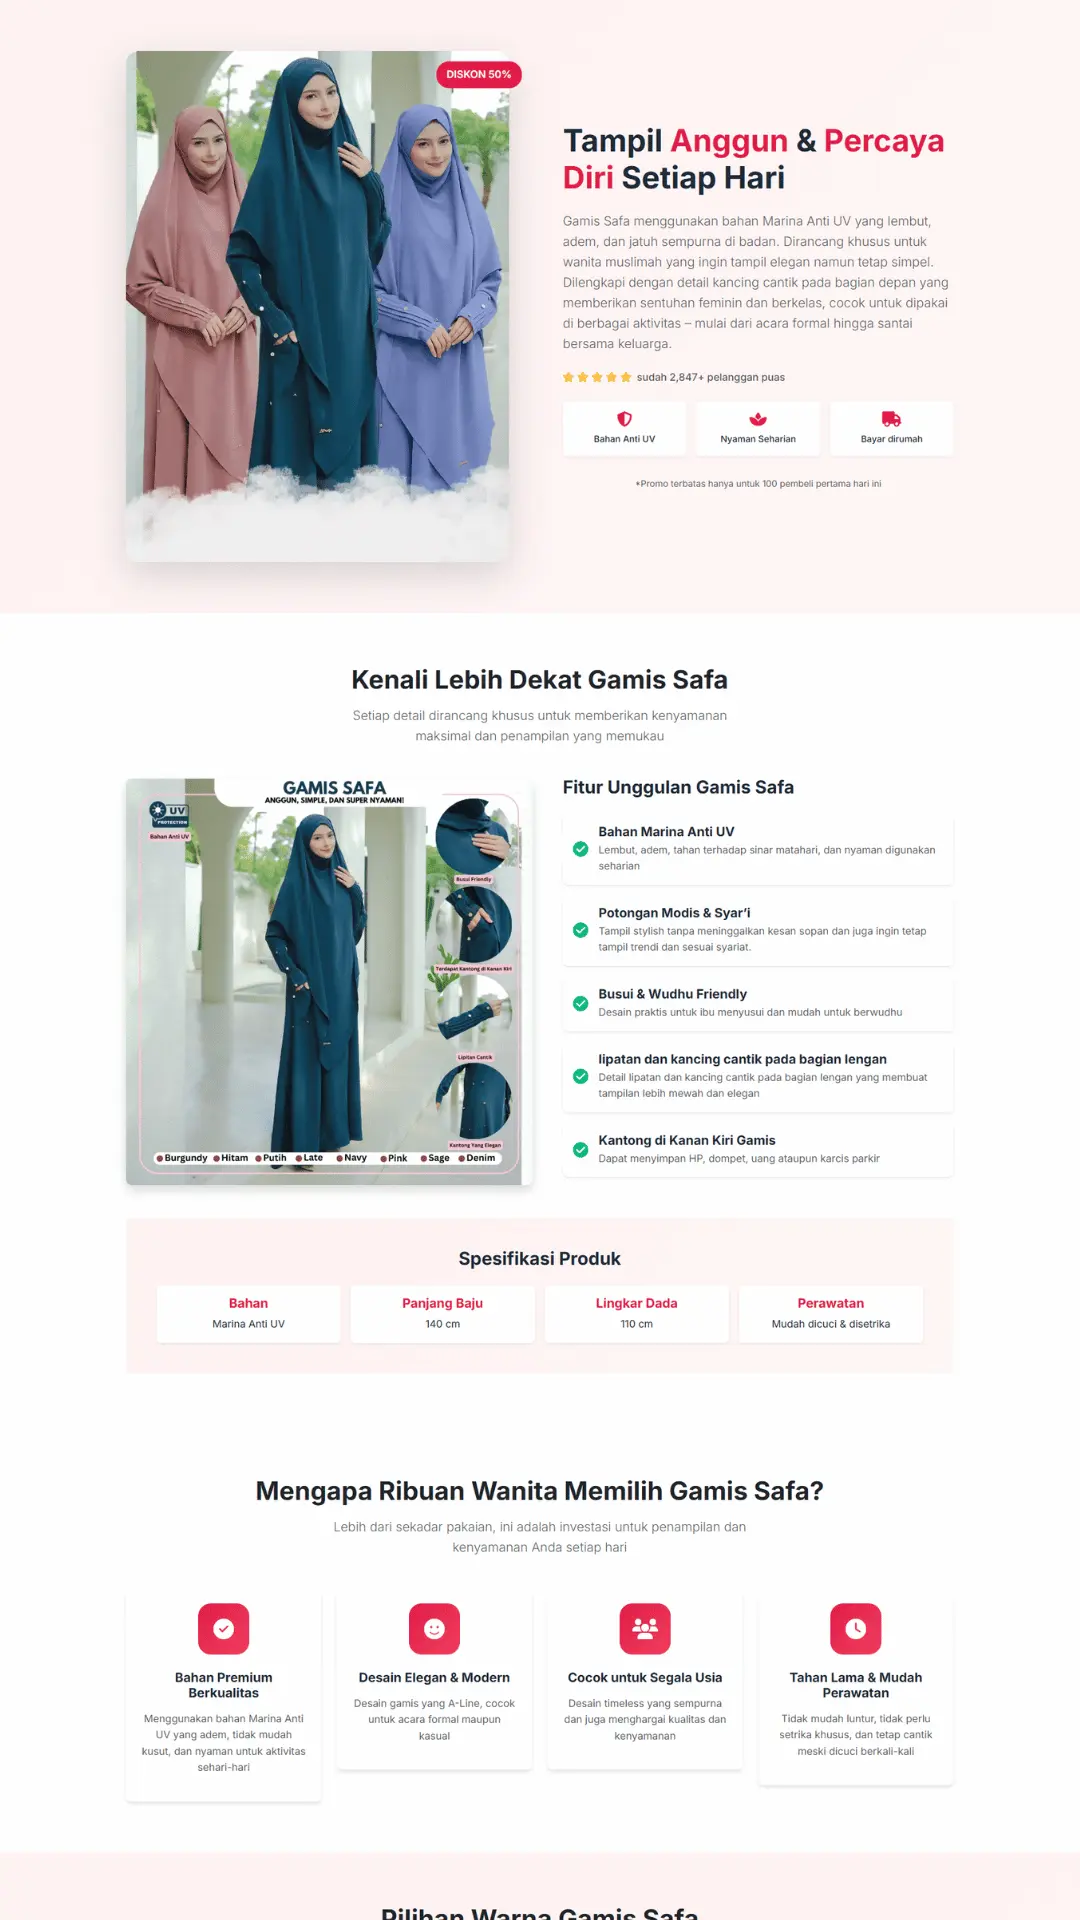 DISKON 50%
Tampil Anggun & Percaya
Diri Setiap Hari
Gamis Safa menggunakan bahan Marina Anti UV yang lembut,
adem, dan jatuh sempurna di badan. Dirancang khusus untuk
wanita muslimah yang ingin tampil elegan namun tetap simpel.
Dilengkapi dengan detail kancing cantik pada bagian depan yang
memberikan sentuhan feminin dan berkelas, cocok untuk dipakai
di berbagai aktivitas – mulai dari acara formal hingga santai
bersama keluarga.
sudah 2,847+ pelanggan puas
Bahan Anti UV
Nyaman Seharian
Bayar dirumah
*Promo terbatas hanya untuk 100 pembeli pertama hari ini
Kenali Lebih Dekat Gamis Safa
Setiap detail dirancang khusus untuk memberikan kenyamanan
maksimal dan penampilan yang memukau
GAMIS SAFA
ANGGUN, SIMPLE, DAN SUPER NYAMAN!
UV
PROTECTION
Bahan Anti UV
Busui Friendly
Terdapat Kantong di Kanan Kiri
Lipitan Cantik
Kantong Yang Elegan
Burgundy
Hitam
Putih
Late
Navy
Pink
Sage
Denim
Fitur Unggulan Gamis Safa
Bahan Marina Anti UV
Lembut, adem, tahan terhadap sinar matahari, dan nyaman digunakan
seharian
Potongan Modis & Syar'i
Tampil stylish tanpa meninggalkan kesan sopan dan juga ingin tetap
tampil trendi dan sesuai syariat.
Busui & Wudhu Friendly
Desain praktis untuk ibu menyusui dan mudah untuk berwudhu
lipatan dan kancing cantik pada bagian lengan
Detail lipatan dan kancing cantik pada bagian lengan yang membuat
tampilan lebih mewah dan elegan
Kantong di Kanan Kiri Gamis
Dapat menyimpan HP, dompet, uang ataupun karcis parkir
Spesifikasi Produk
Bahan
Marina Anti UV
Panjang Baju
140 cm
Lingkar Dada
110 cm
Perawatan
Mudah dicuci & disetrika
Mengapa Ribuan Wanita Memilih Gamis Safa?
Lebih dari sekadar pakaian, ini adalah investasi untuk penampilan dan
kenyamanan Anda setiap hari
Bahan Premium
Berkualitas
Menggunakan bahan Marina Anti
UV yang adem, tidak mudah
kusut, dan nyaman untuk aktivitas
sehari-hari
Desain Elegan & Modern
Desain gamis yang A-Line, cocok
untuk acara formal maupun
kasual
Cocok untuk Segala Usia
Desain timeless yang sempurna
dan juga menghargai kualitas dan
kenyamanan
Tahan Lama & Mudah
Perawatan
Tidak mudah luntur, tidak perlu
setrika khusus, dan tetap cantik
meski dicuci berkali-kali
Pilihan Warna Gamis Safa